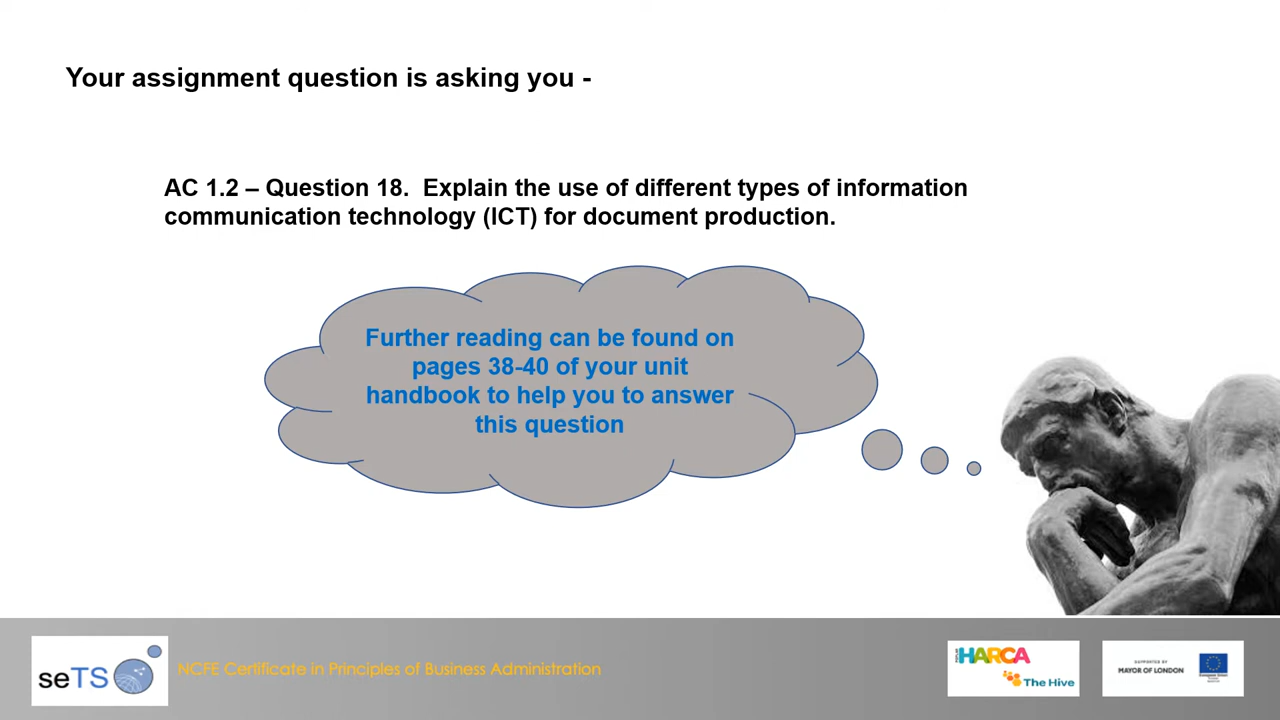 Your assignment question is asking you -
AC 1.2 – Question 18.  Explain the use of different types of information
communication technology (ICT) for document production.
Further reading can be found on
pages 38-40 of your unit
handbook to help you to answer
this question
seTS
NCFE Certificate in Principles of Business Administration
HARCA
The Hive
SUPPORTED BY
MAYOR OF LONDON